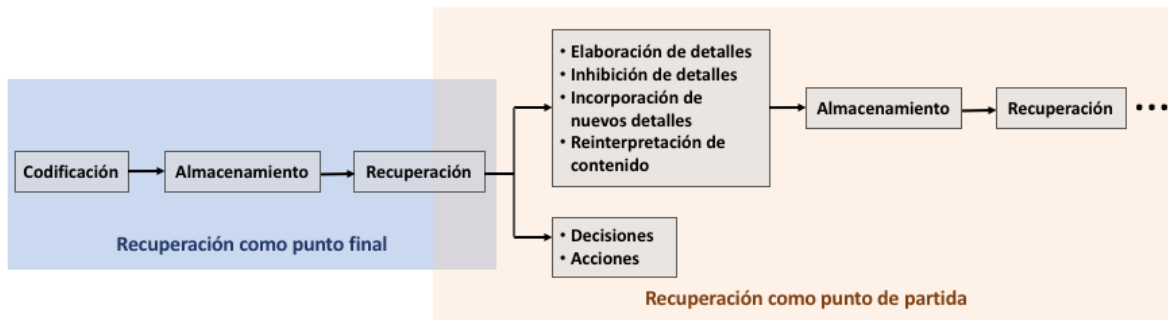 Codificación
Almacenamiento
Recuperación
Recuperación como punto final
• Elaboración de detalles
• Inhibición de detalles
• Incorporación de
nuevos detalles
• Reinterpretación de
contenido
Almacenamiento
Recuperación
•••
• Decisiones
• Acciones
Recuperación como punto de partida